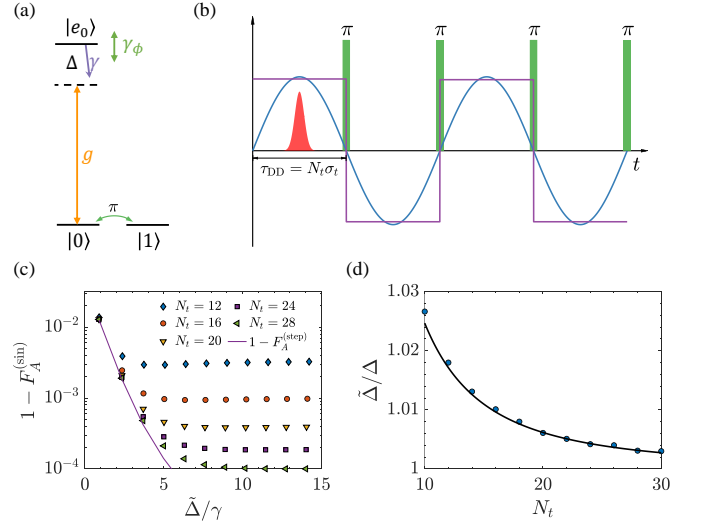 (a)
|e₀⟩
γ_ϕ
Δ
γ
g
π
|0⟩
|1⟩
(b)
π π π π
τ_DD = N_tσ_t
t
(c)
1 − F_A^(sin)
10⁻²
10⁻³
10⁻⁴
N_t = 12
N_t = 16
N_t = 20
N_t = 24
N_t = 28
1 − F_A^(step)
0 5 10 15
Δ̃/γ
(d)
Δ̃/Δ
1.03
1.02
1.01
1
10 20 30
N_t